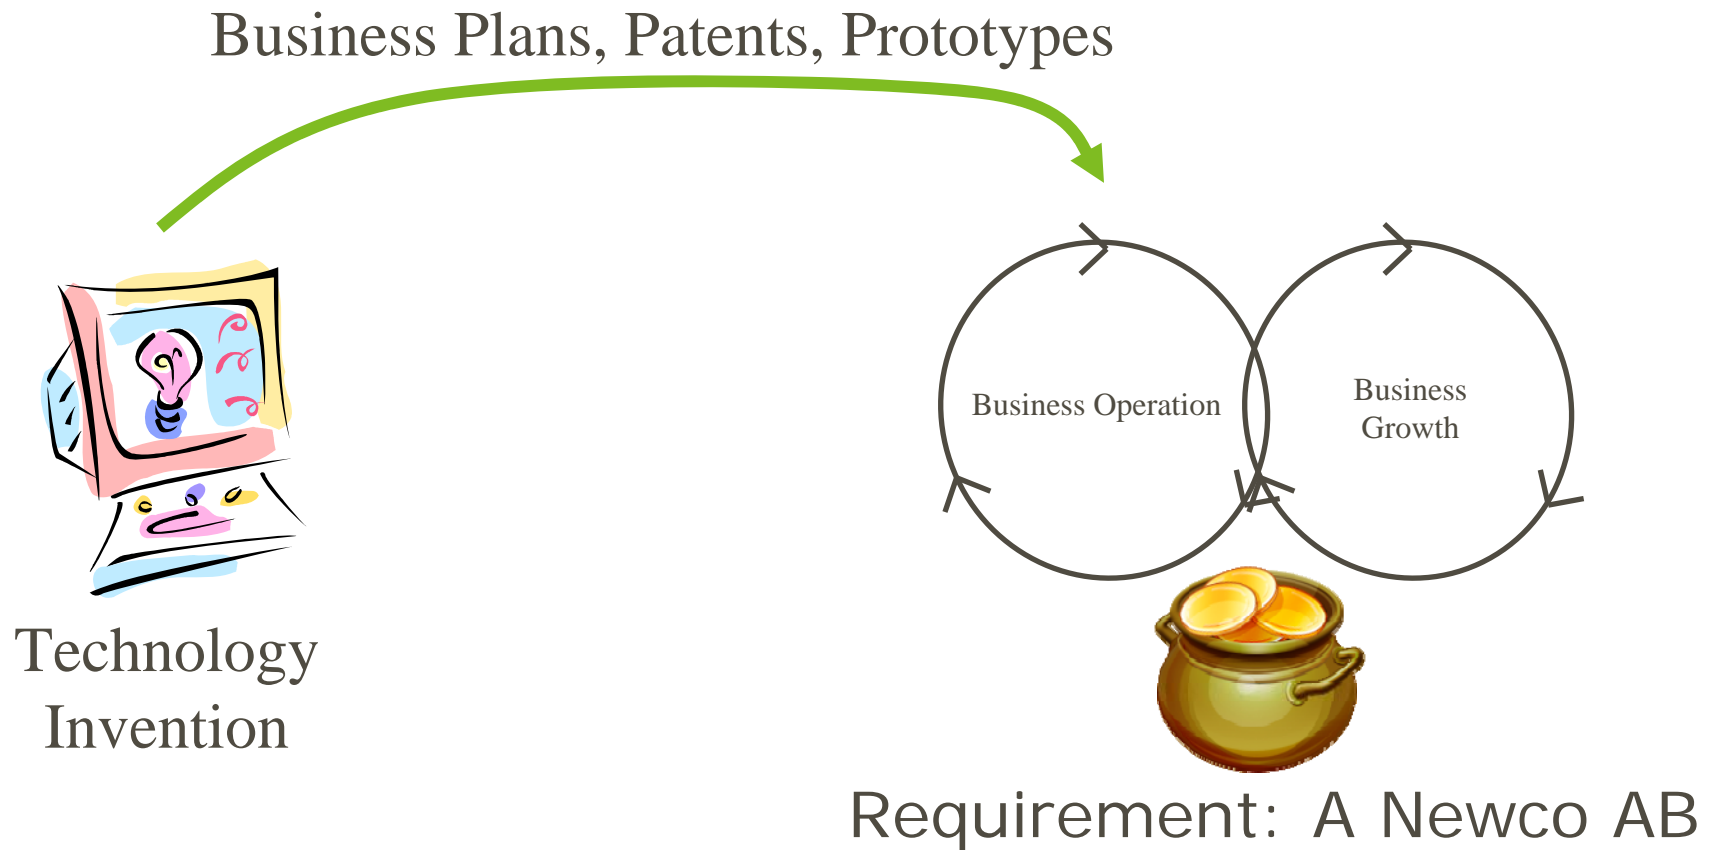 Business Plans, Patents, Prototypes
Business Operation
Business
Growth
Technology
Invention
Requirement: A Newco AB